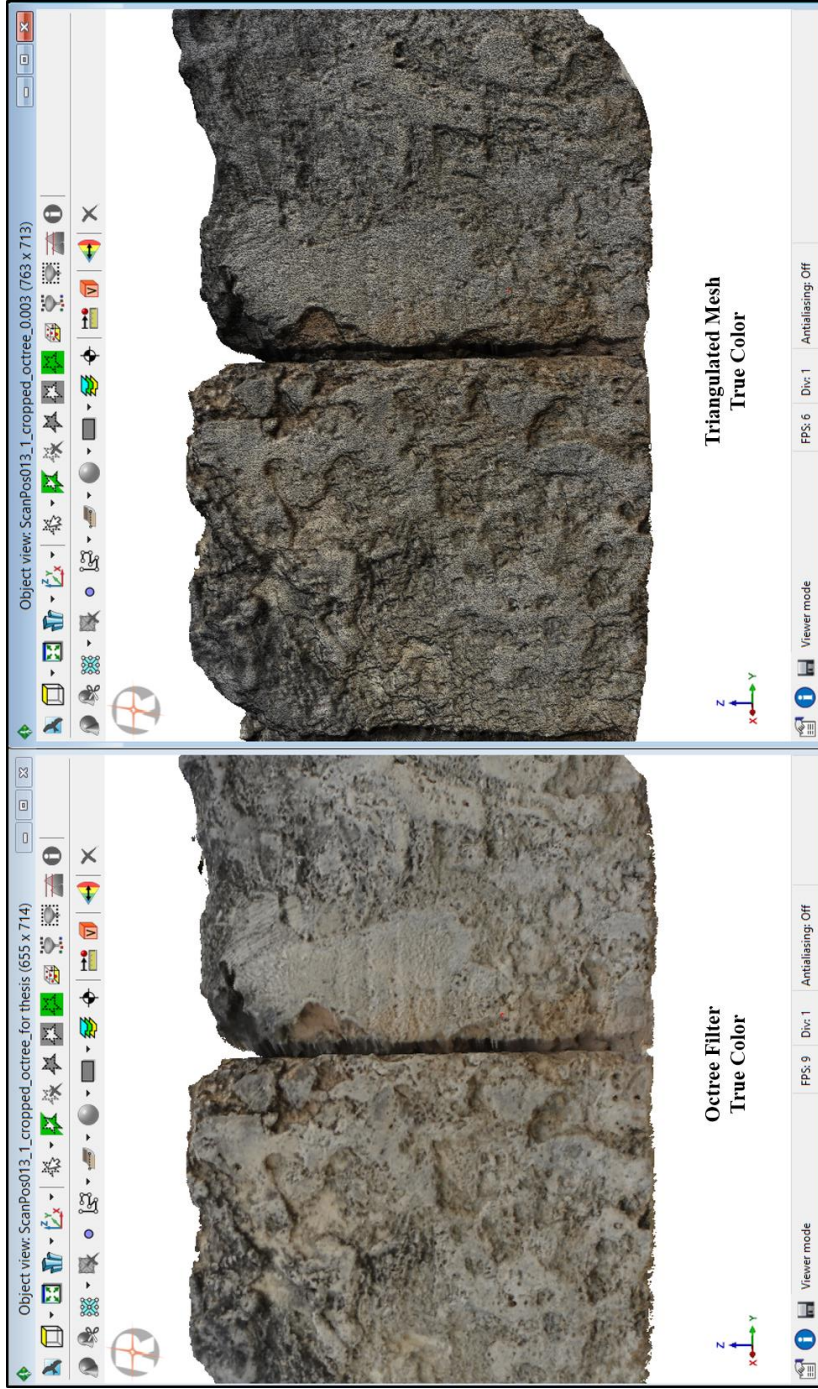 Object view: ScanPos013_1_cropped_octree_for thesis (655 x 714)
V
Z
X
Y
Octree Filter
True Color
Viewer mode
FPS: 9
Div: 1
Antialiasing: Off
Object view: ScanPos013_1_cropped_octree_0.003 (763 x 713)
V
Z
X
Y
Triangulated Mesh
True Color
Viewer mode
FPS: 6
Div: 1
Antialiasing: Off